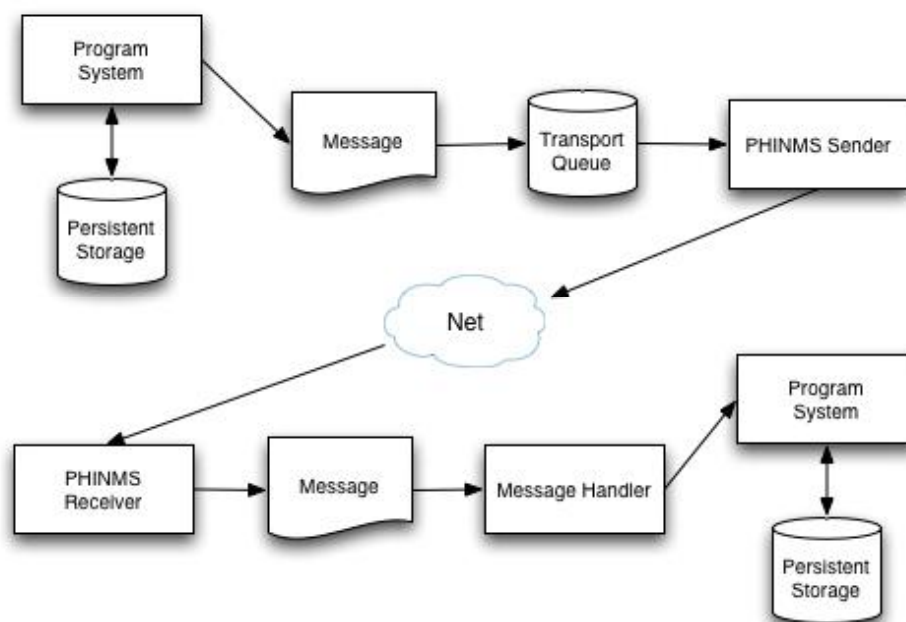 Program
System
Message
Transport
Queue
PHINMS Sender
Persistent
Storage
Net
Program
System
PHINMS
Receiver
Message
Message Handler
Persistent
Storage